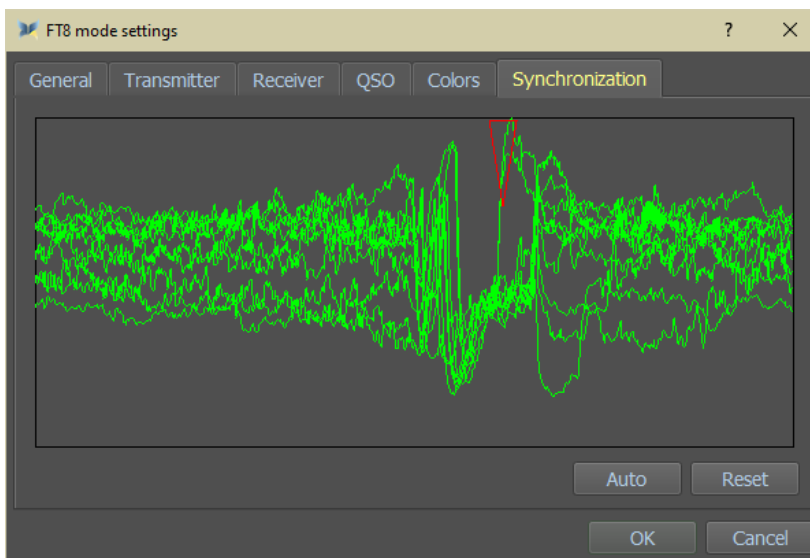 FT8 mode settings
?
General Transmitter Receiver QSO Colors Synchronization
Auto Reset
OK Cancel